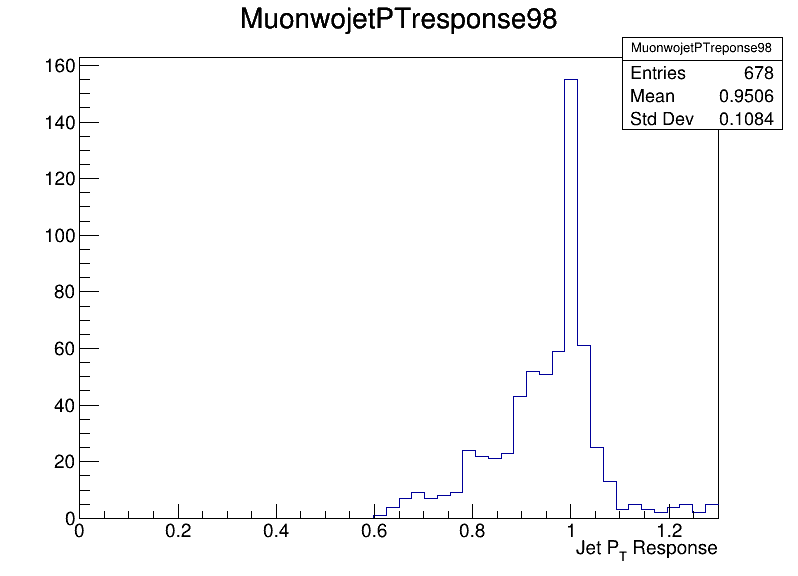 MuonwojetPTresponse98
MuonwojetPTreponse98
Entries 678
Mean 0.9506
Std Dev 0.1084
160
140
120
100
80
60
40
20
0
0 0.2 0.4 0.6 0.8 1 1.2
Jet PT Response